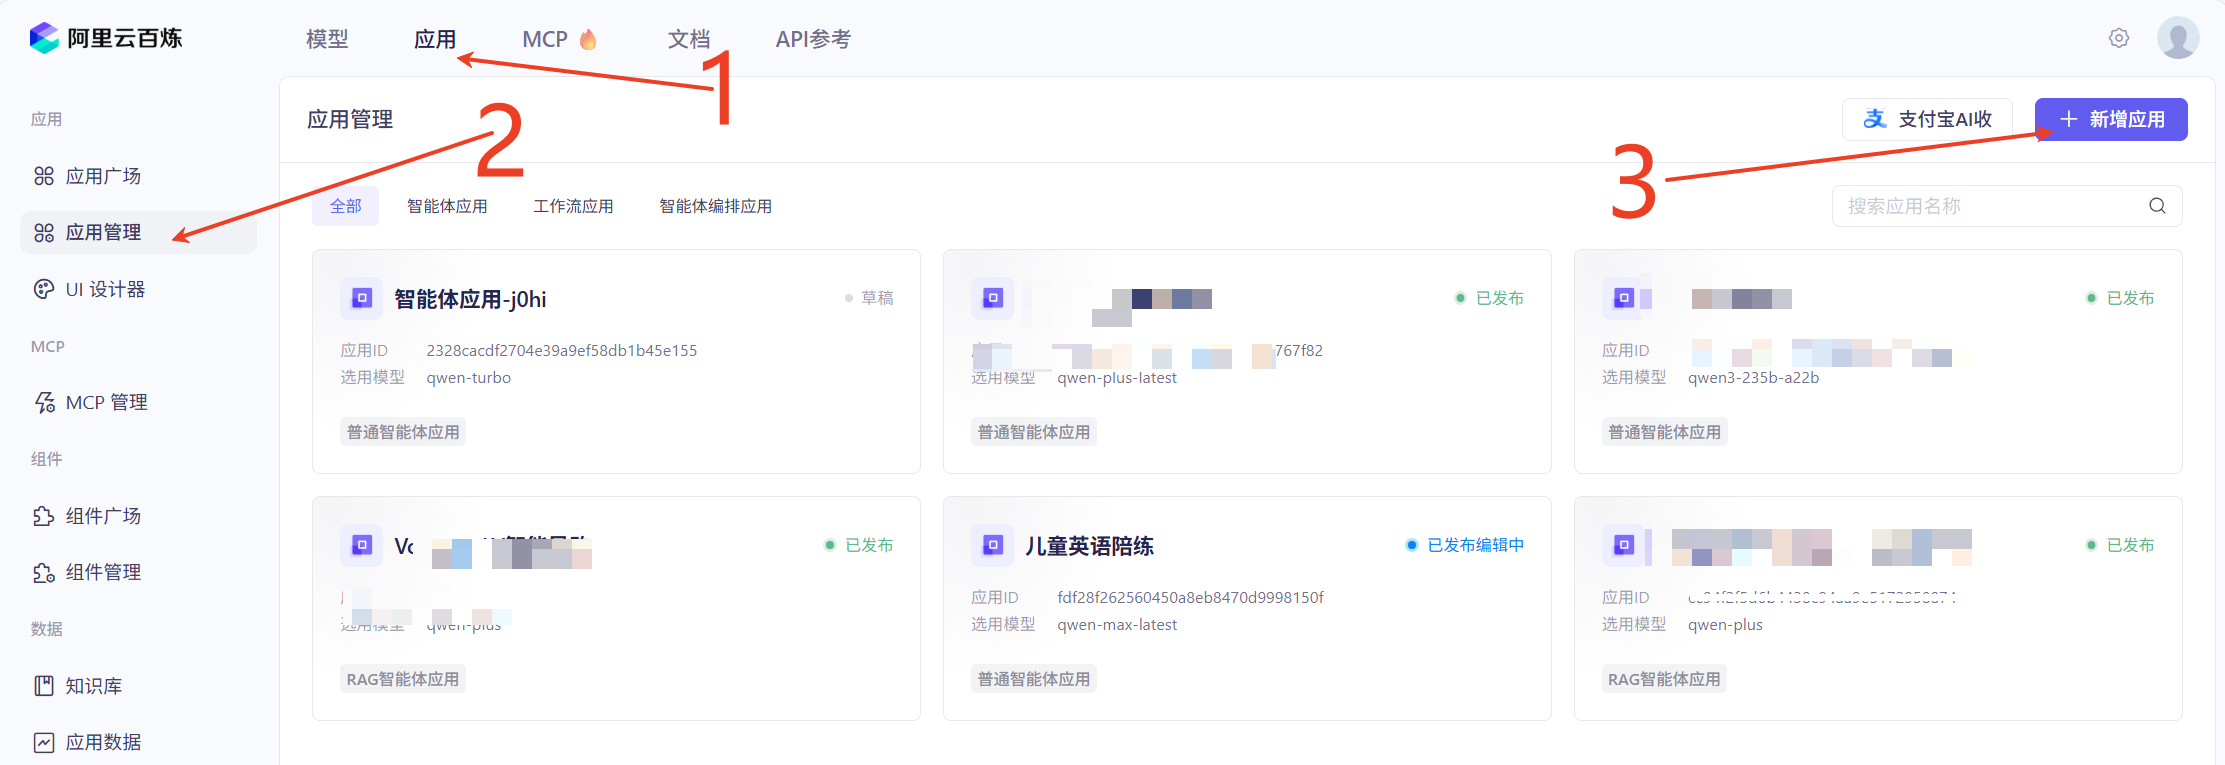 阿里云百炼
模型
应用
MCP
文档
API参考
1
应用
应用广场
应用管理
UI 设计器
MCP
MCP 管理
组件
组件广场
组件管理
数据
知识库
应用数据
2
应用管理
支付宝AI收
新增应用
3
全部
智能体应用
工作流应用
智能体编排应用
搜索应用名称
智能体应用-j0hi
草稿
应用ID 2328cacdf2704e39a9ef58db1b45e155
选用模型 qwen-turbo
普通智能体应用
已发布
767f82
选用模型 qwen-plus-latest
普通智能体应用
已发布
应用ID
选用模型 qwen3-235b-a22b
普通智能体应用
已发布
选用模型 qwen-plus
RAG智能体应用
儿童英语陪练
已发布编辑中
应用ID fdf28f262560450a8eb8470d9998150f
选用模型 qwen-max-latest
普通智能体应用
已发布
应用ID
选用模型 qwen-plus
RAG智能体应用